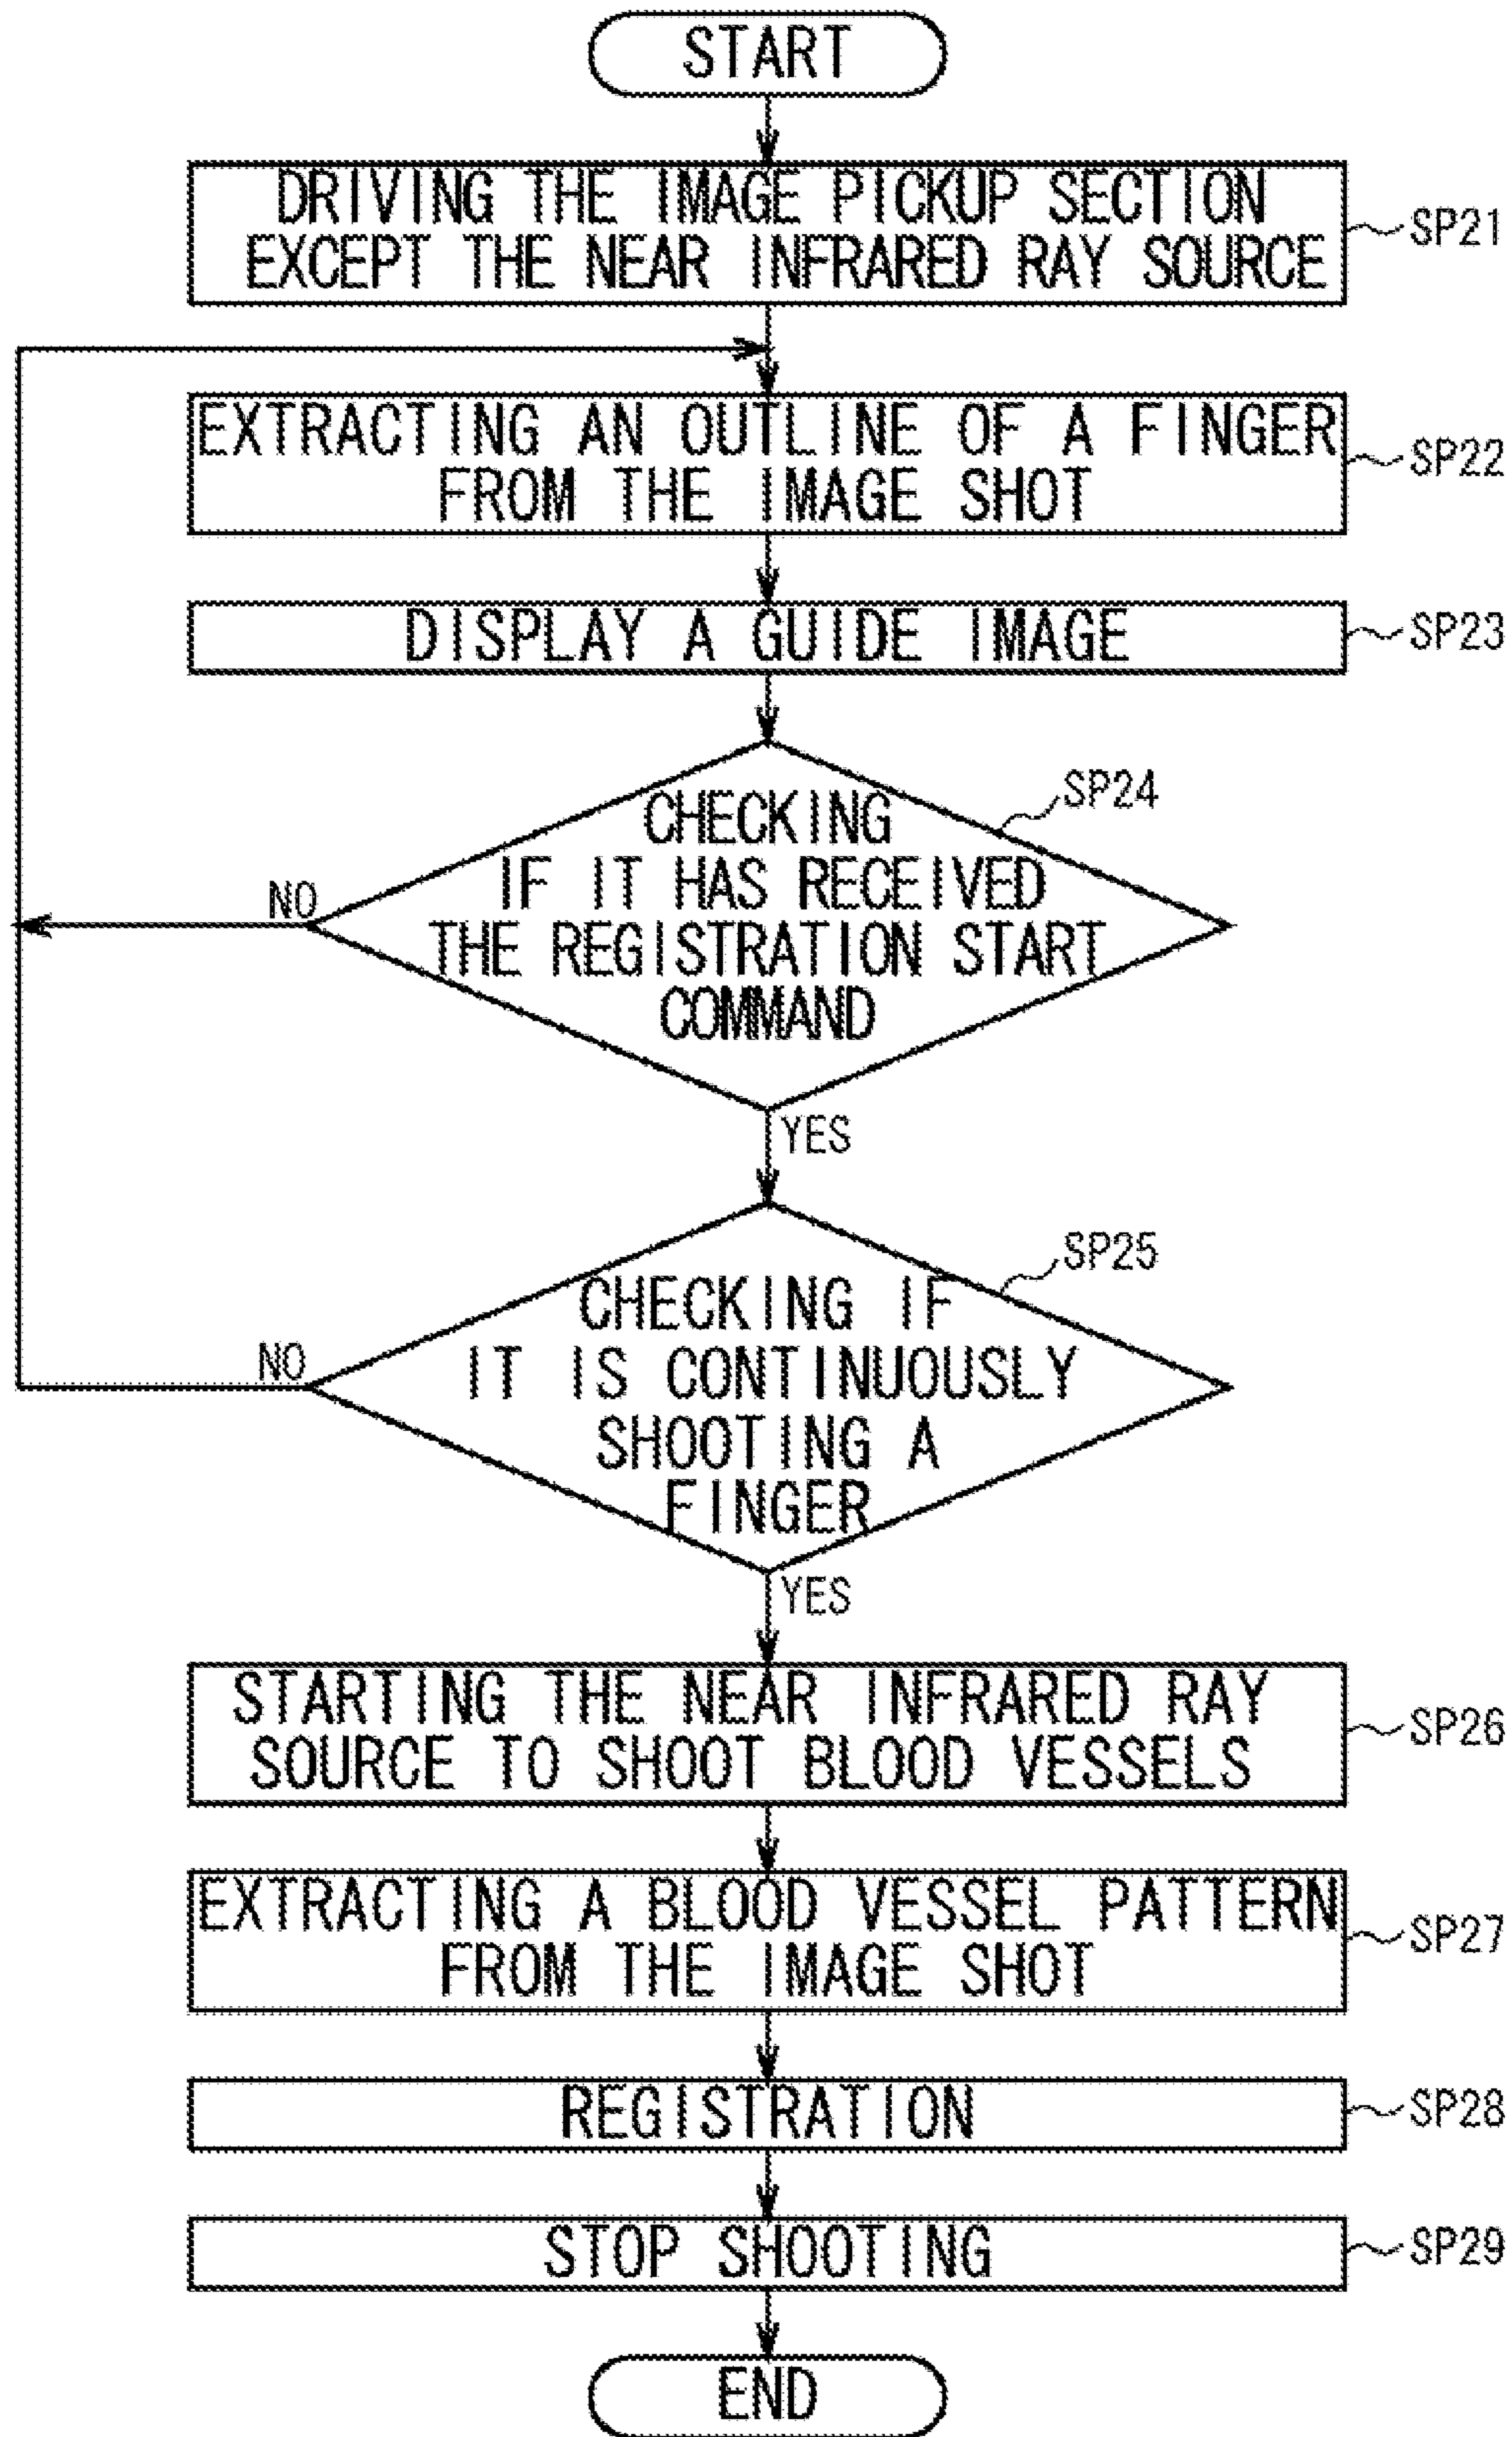 START
DRIVING THE IMAGE PICKUP SECTION
EXCEPT THE NEAR INFRARED RAY SOURCE
SP21
EXTRACTING AN OUTLINE OF A FINGER
FROM THE IMAGE SHOT
SP22
DISPLAY A GUIDE IMAGE
SP23
SP24
CHECKING
IF IT HAS RECEIVED
THE REGISTRATION START
COMMAND
NO
YES
SP25
CHECKING IF
IT IS CONTINUOUSLY
SHOOTING A
FINGER
NO
YES
STARTING THE NEAR INFRARED RAY
SOURCE TO SHOOT BLOOD VESSELS
SP26
EXTRACTING A BLOOD VESSEL PATTERN
FROM THE IMAGE SHOT
SP27
REGISTRATION
SP28
STOP SHOOTING
SP29
END